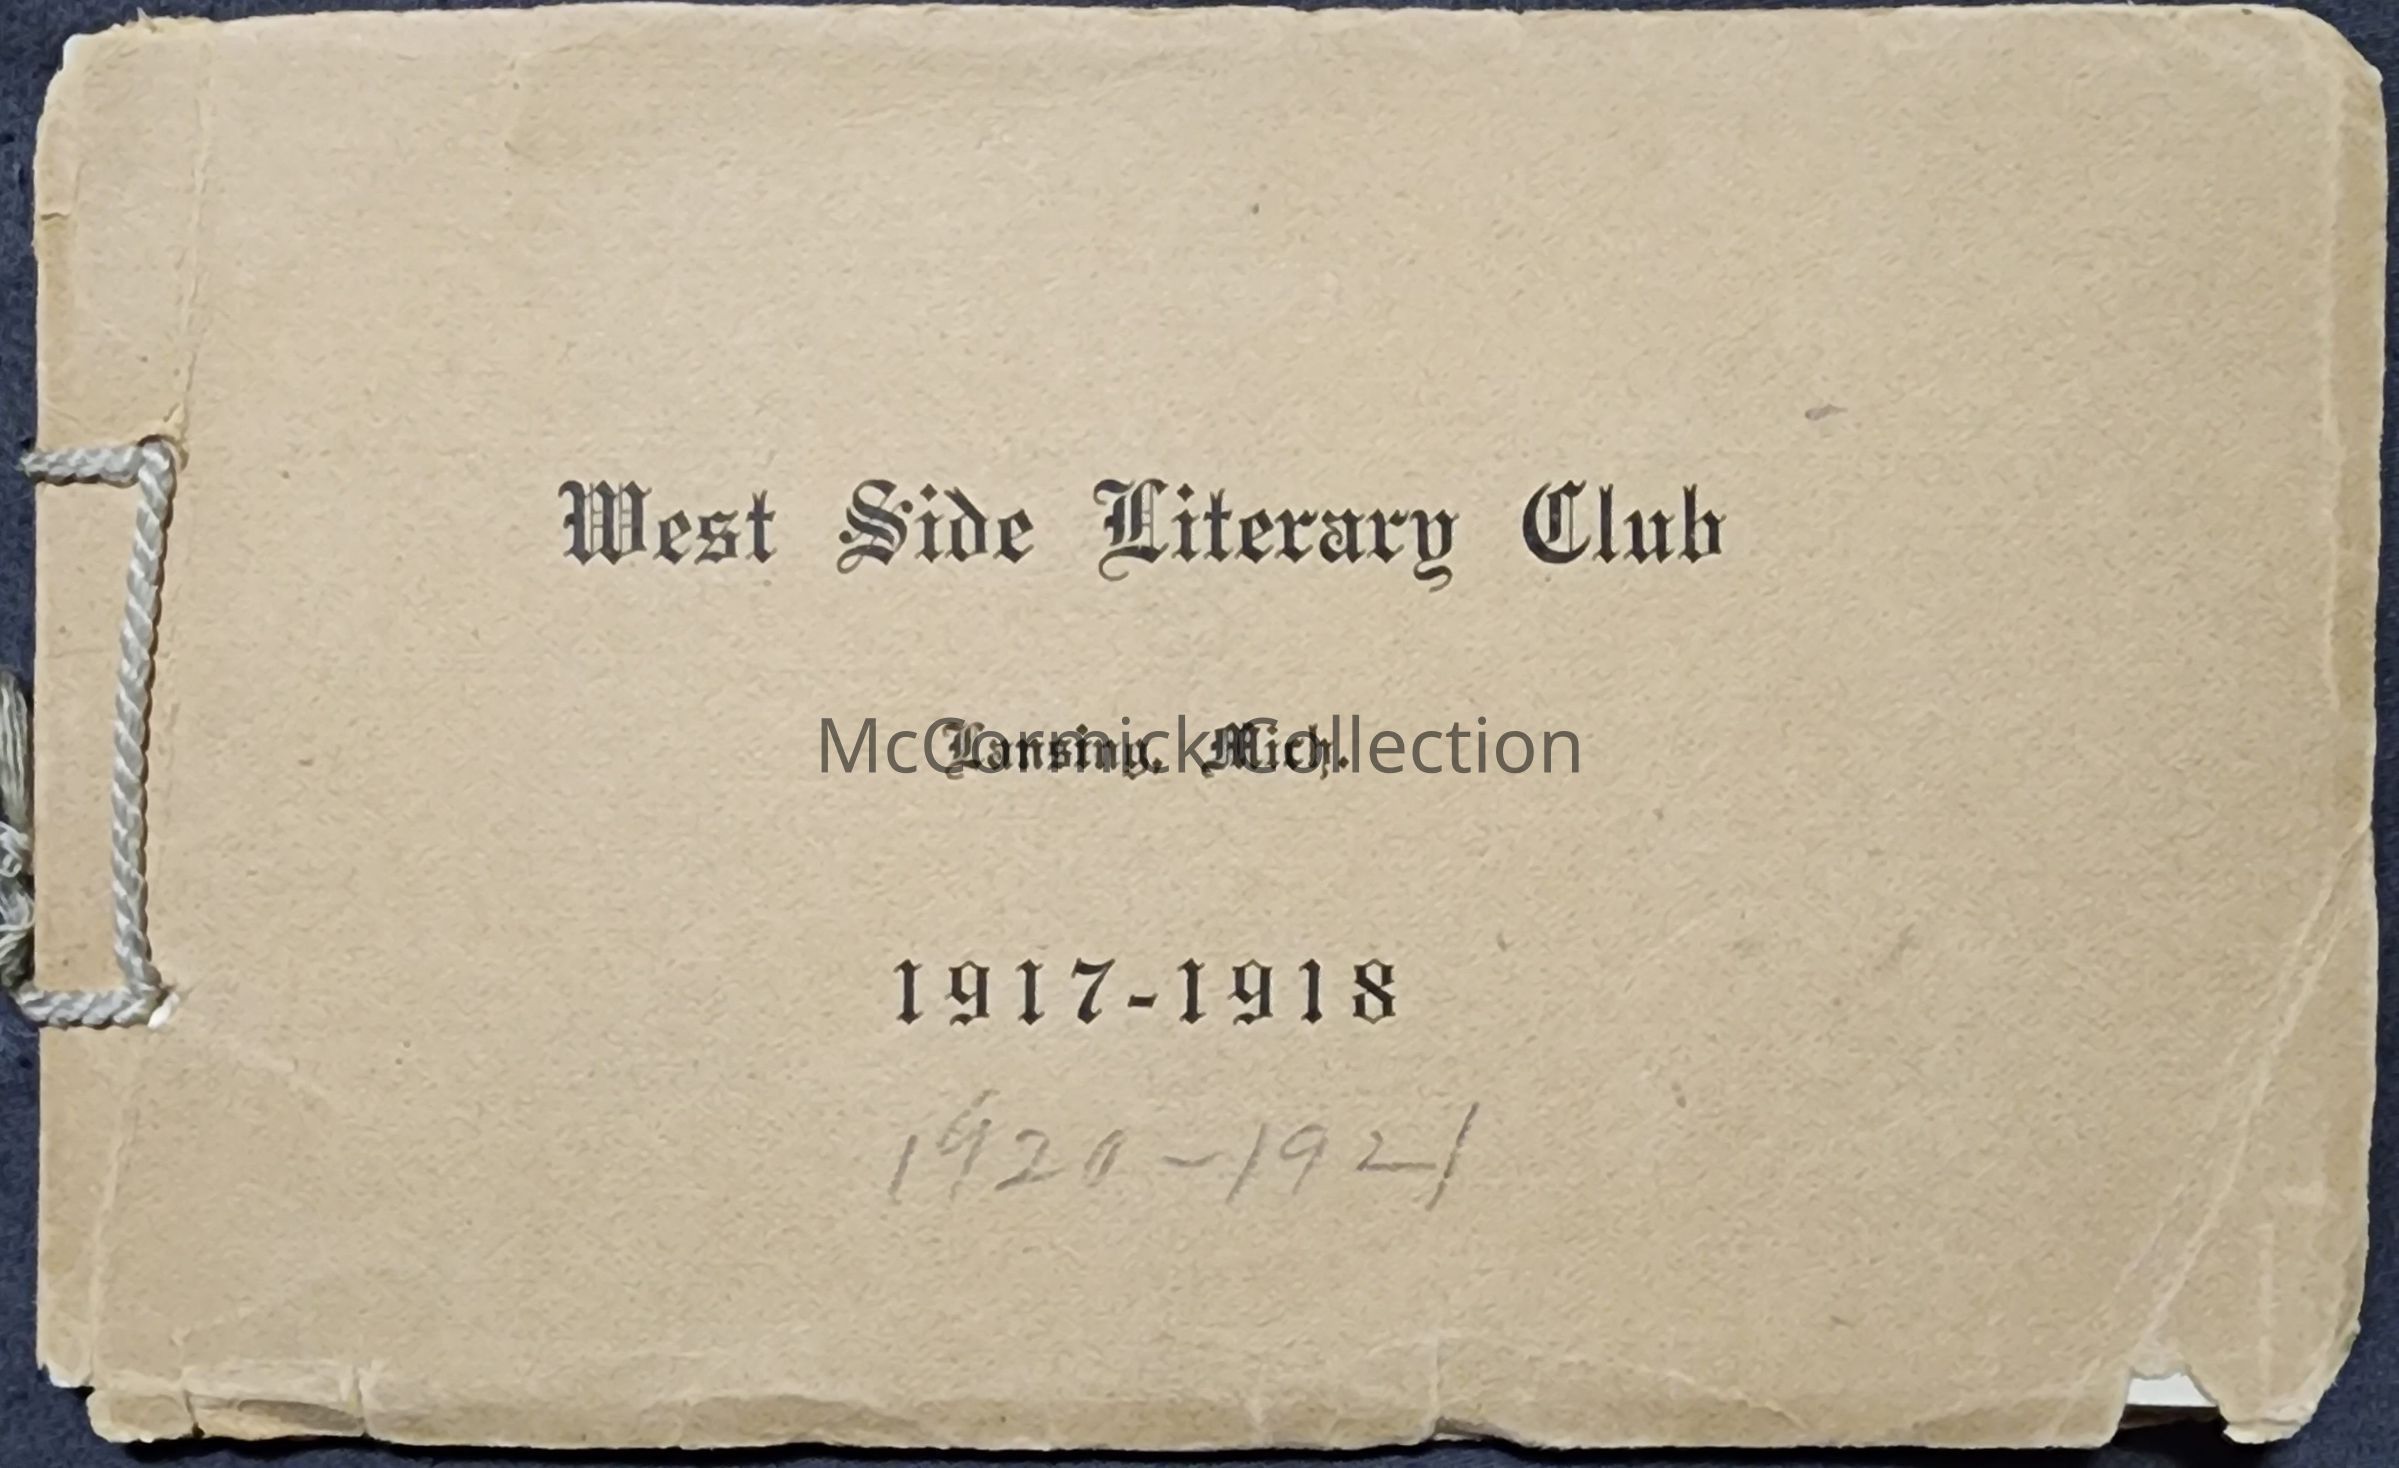 West Side Literary Club
Lansing, Mich.
McCormick Collection
1917-1918
1920-1921